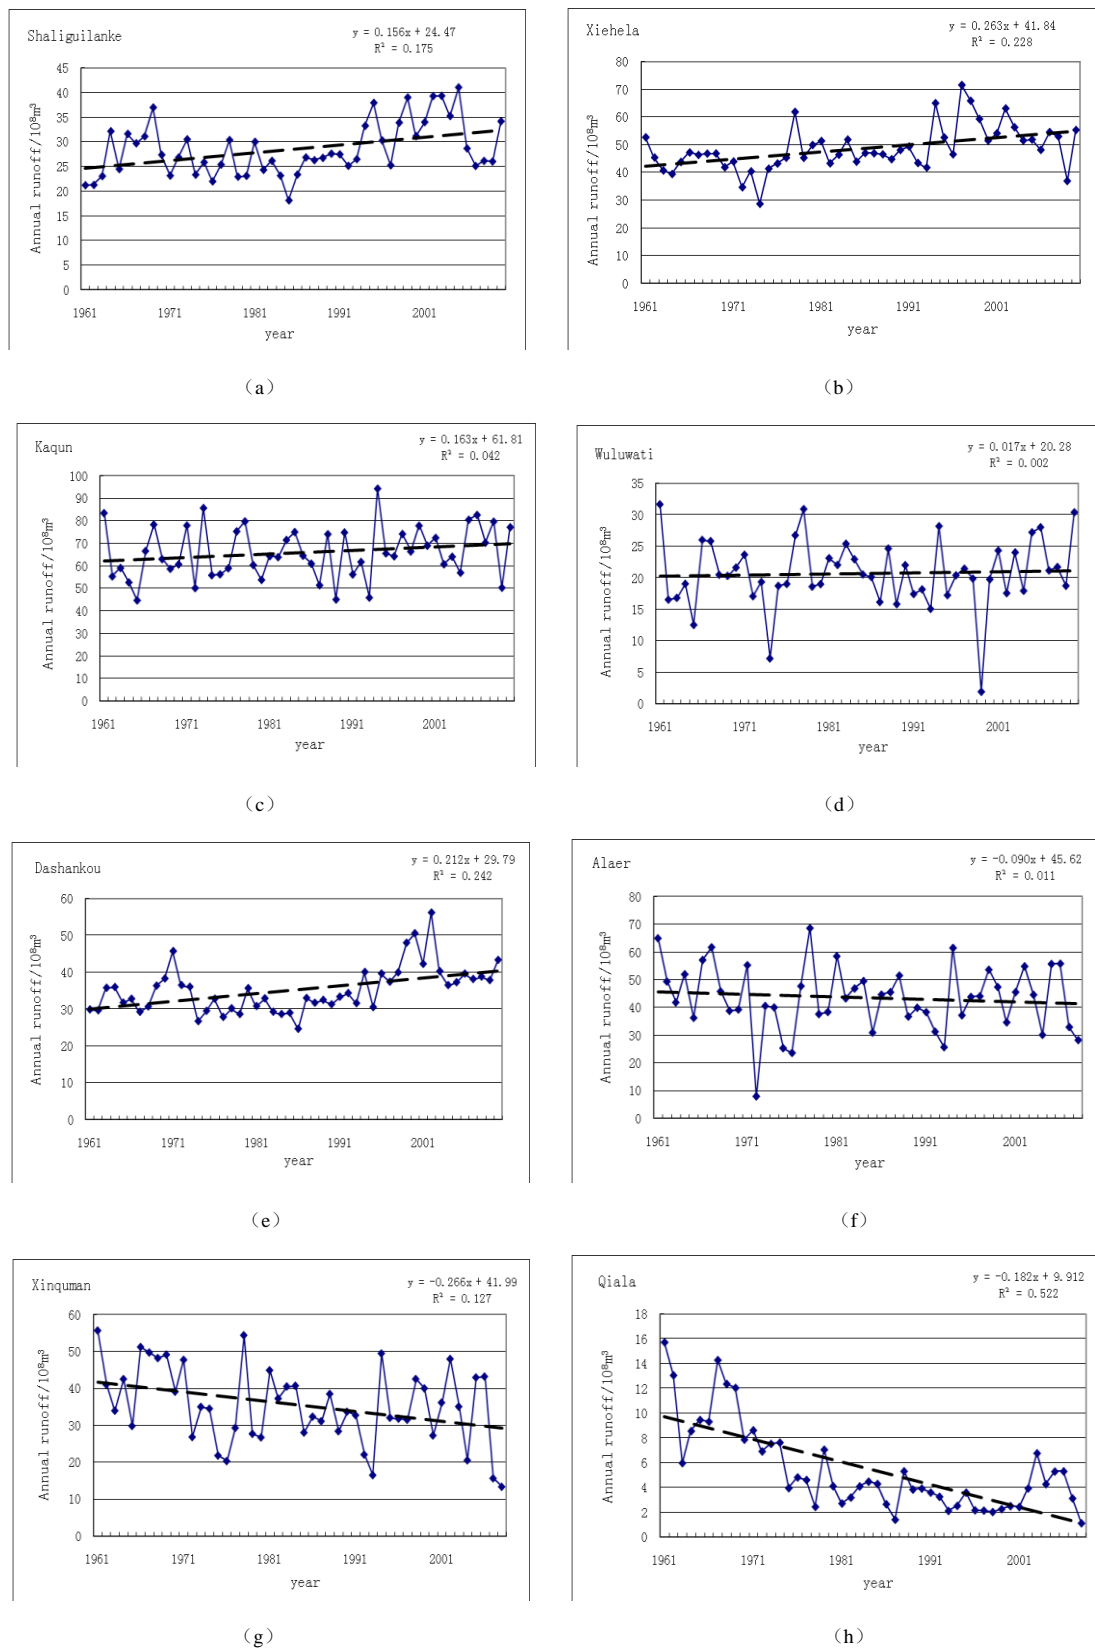 Shaliguilanke
y = 0.156x + 24.47
R² = 0.175
Annual runoff/10⁸m³
45
40
35
30
25
20
15
10
5
0
1961 1971 1981 1991 2001
year
（a）
Xiehela
y = 0.263x + 41.84
R² = 0.228
Annual runoff/10⁸m³
80
70
60
50
40
30
20
10
0
1961 1971 1981 1991 2001
year
（b）
Kaqun
y = 0.163x + 61.81
R² = 0.042
Annual runoff/10⁸m³
100
90
80
70
60
50
40
30
20
10
0
1961 1971 1981 1991 2001
year
（c）
Wuluwati
y = 0.017x + 20.28
R² = 0.002
Annual runoff/10⁸m³
35
30
25
20
15
10
5
0
1961 1971 1981 1991 2001
year
（d）
Dashankou
y = 0.212x + 29.79
R² = 0.242
Annual runoff/10⁸m³
60
50
40
30
20
10
0
1961 1971 1981 1991 2001
year
（e）
Alaer
y = -0.090x + 45.62
R² = 0.011
Annual runoff/10⁸m³
80
70
60
50
40
30
20
10
0
1961 1971 1981 1991 2001
year
（f）
Xinquman
y = -0.266x + 41.99
R² = 0.127
Annual runoff/10⁸m³
60
50
40
30
20
10
0
1961 1971 1981 1991 2001
year
（g）
Qiala
y = -0.182x + 9.912
R² = 0.522
Annual runoff/10⁸m³
18
16
14
12
10
8
6
4
2
0
1961 1971 1981 1991 2001
year
（h）